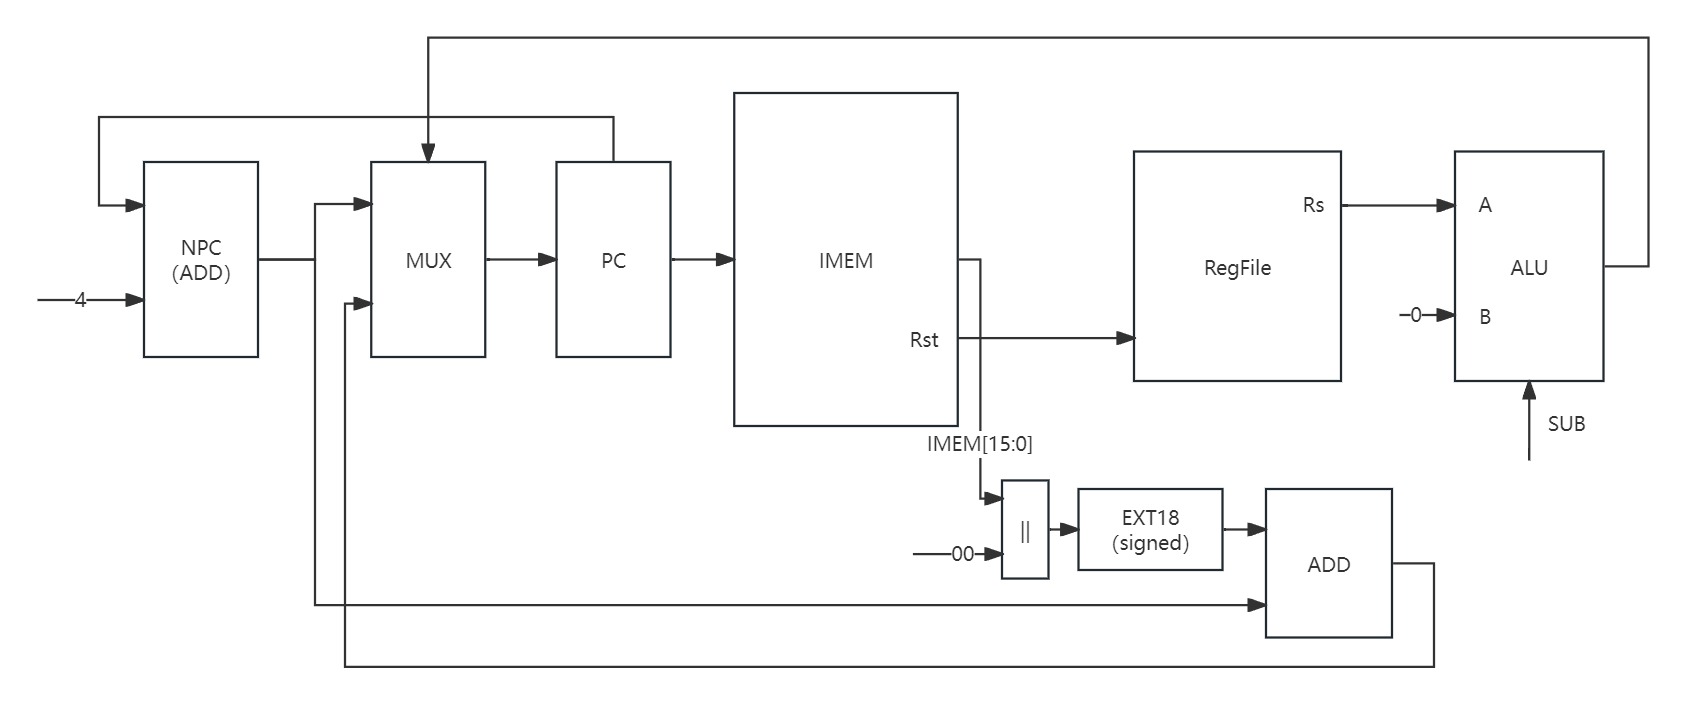 NPC
(ADD)
4
MUX
PC
IMEM
Rst
IMEM[15:0]
RegFile
Rs
A
ALU
0
B
SUB
||
00
EXT18
(signed)
ADD